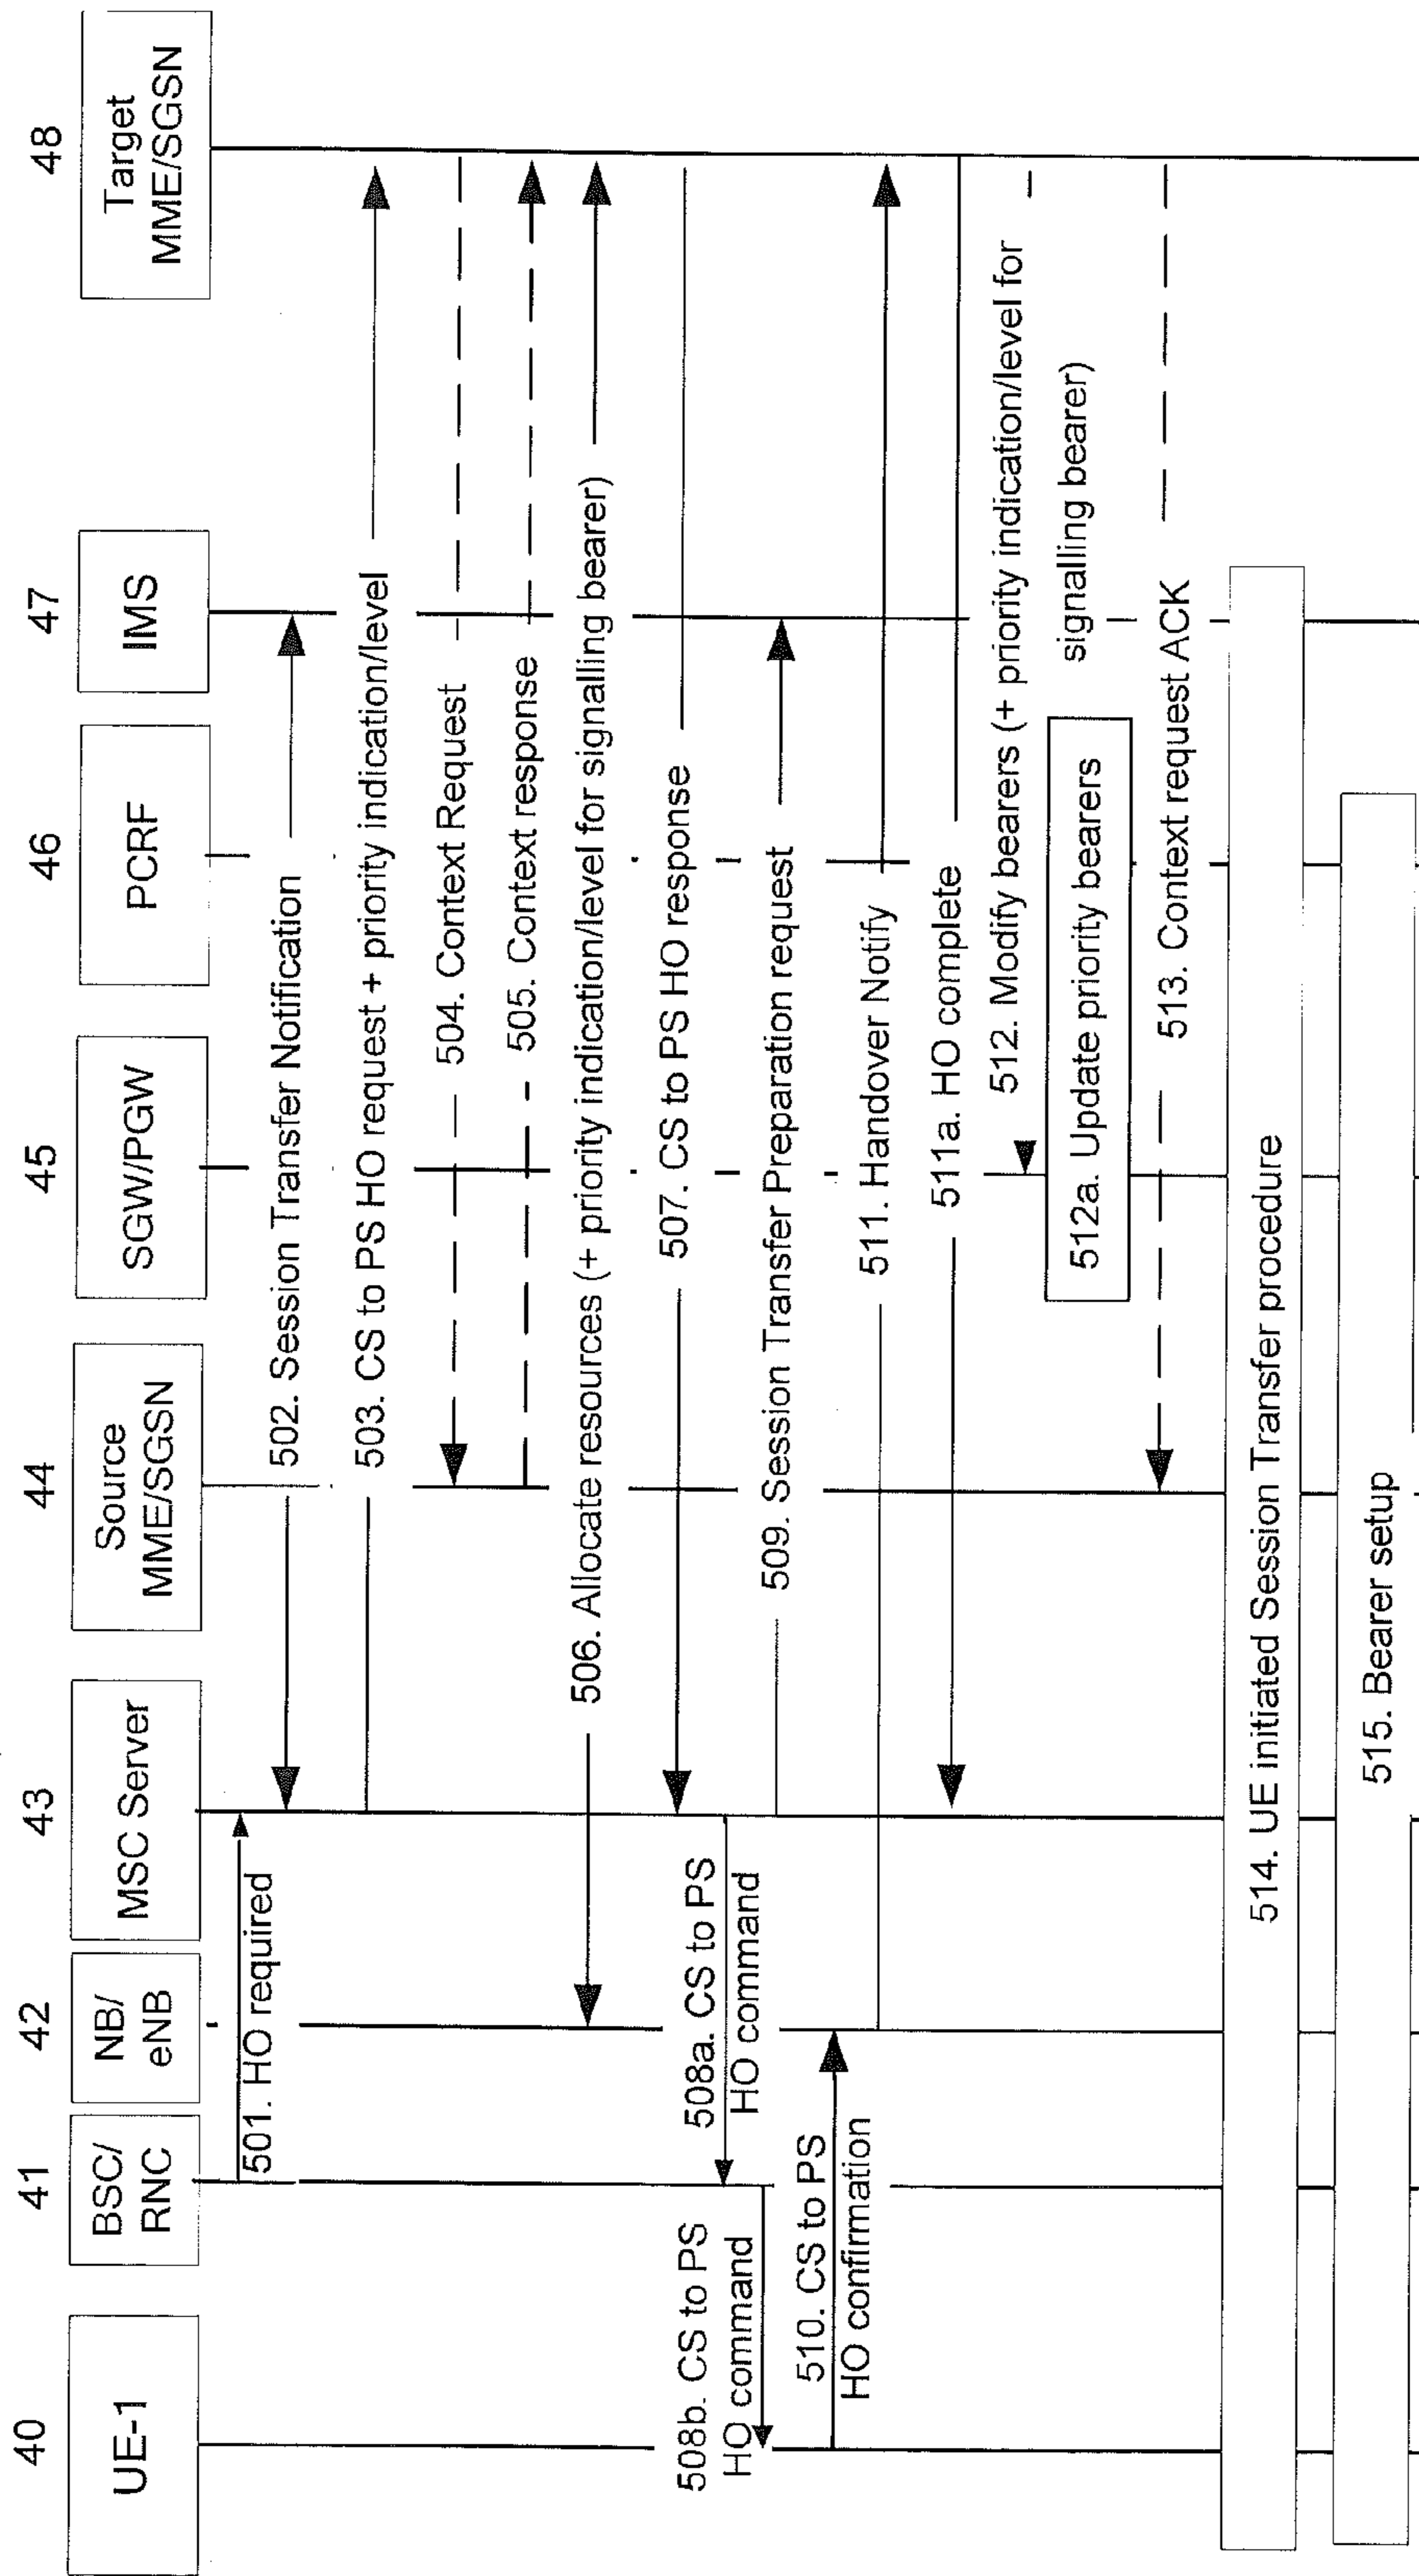 40
41
42
43
44
45
46
47
48
UE-1
BSC/
RNC
NB/
eNB
MSC Server
Source
MME/SGSN
SGW/PGW
PCRF
IMS
Target
MME/SGSN
501. HO required
502. Session Transfer Notification
503. CS to PS HO request + priority indication/level
504. Context Request
505. Context response
506. Allocate resources (+ priority indication/level for signalling bearer)
507. CS to PS HO response
508a. CS to PS
HO command
508b. CS to PS
HO command
509. Session Transfer Preparation request
510. CS to PS
HO confirmation
511. Handover Notify
511a. HO complete
512. Modify bearers (+ priority indication/level for
signalling bearer)
512a. Update priority bearers
513. Context request ACK
514. UE initiated Session Transfer procedure
515. Bearer setup